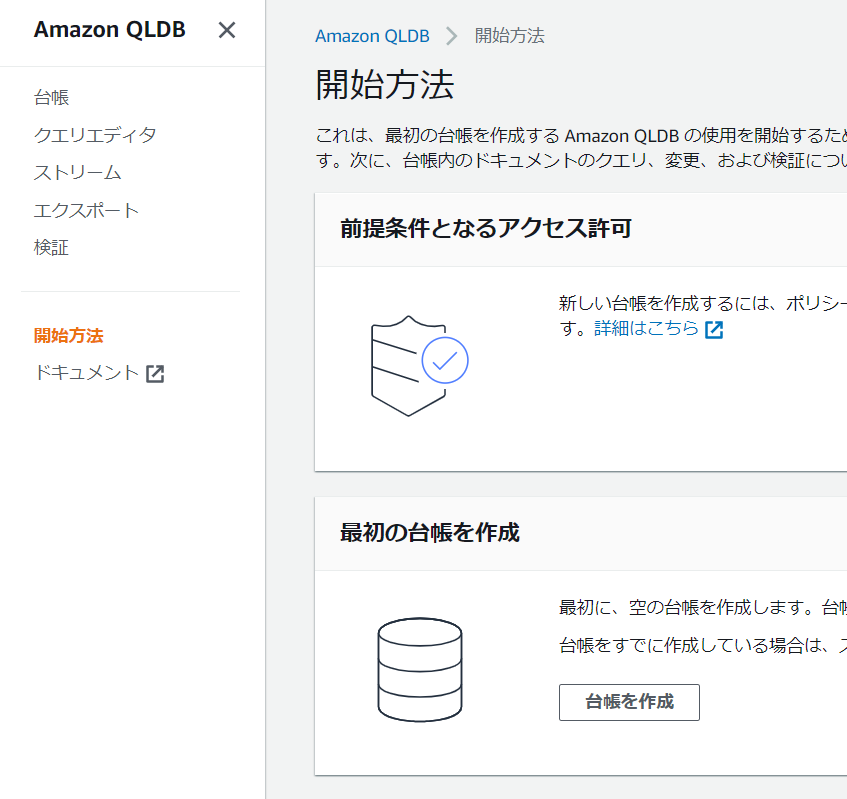 Amazon QLDB
台帳
クエリエディタ
ストリーム
エクスポート
検証
開始方法
ドキュメント
Amazon QLDB
開始方法
開始方法
これは、最初の台帳を作成する Amazon QLDB の使用を開始するた
す。次に、台帳内のドキュメントのクエリ、変更、および検証につ
前提条件となるアクセス許可
新しい台帳を作成するには、ポリシー
す。詳細はこちら
最初の台帳を作成
最初に、空の台帳を作成します。台
台帳をすでに作成している場合は、
台帳を作成